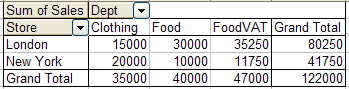 Sum of Sales Dept
Store Clothing Food FoodVAT Grand Total
London 15000 30000 35250 80250
New York 20000 10000 11750 41750
Grand Total 35000 40000 47000 122000